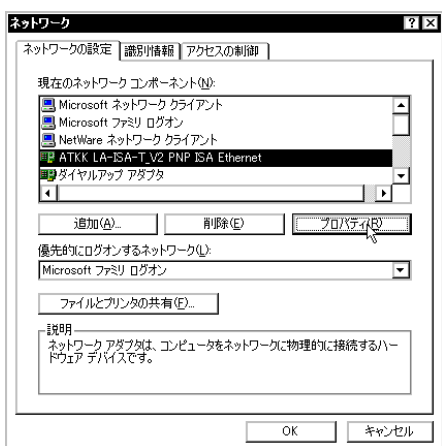 ネットワーク
ネットワークの設定 識別情報 アクセスの制御
現在のネットワーク コンポーネント(N):
Microsoft ネットワーク クライアント
Microsoft ファミリ ログオン
NetWare ネットワーク クライアント
ATKK LA-ISA-T_V2 PNP ISA Ethernet
ダイヤルアップ アダプタ
追加(A)... 削除(E) プロパティ(R)
優先的にログオンするネットワーク(L):
Microsoft ファミリ ログオン
ファイルとプリンタの共有(F)...
説明
ネットワーク アダプタは、コンピュータをネットワークに物理的に接続するハー
ドウェア デバイスです。
OK キャンセル